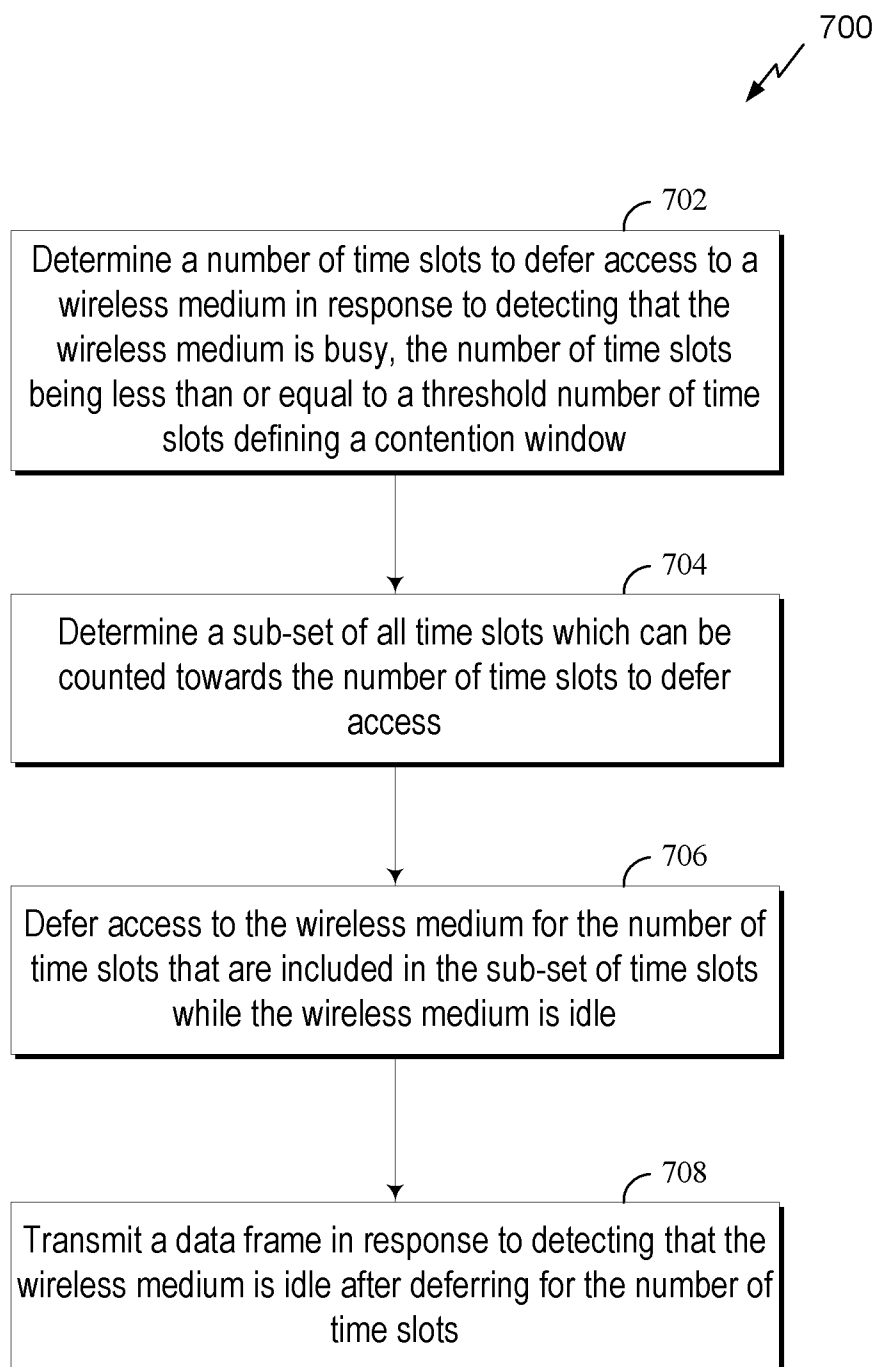 700
702
Determine a number of time slots to defer access to a
wireless medium in response to detecting that the
wireless medium is busy, the number of time slots
being less than or equal to a threshold number of time
slots defining a contention window
704
Determine a sub-set of all time slots which can be
counted towards the number of time slots to defer
access
706
Defer access to the wireless medium for the number of
time slots that are included in the sub-set of time slots
while the wireless medium is idle
708
Transmit a data frame in response to detecting that the
wireless medium is idle after deferring for the number of
time slots